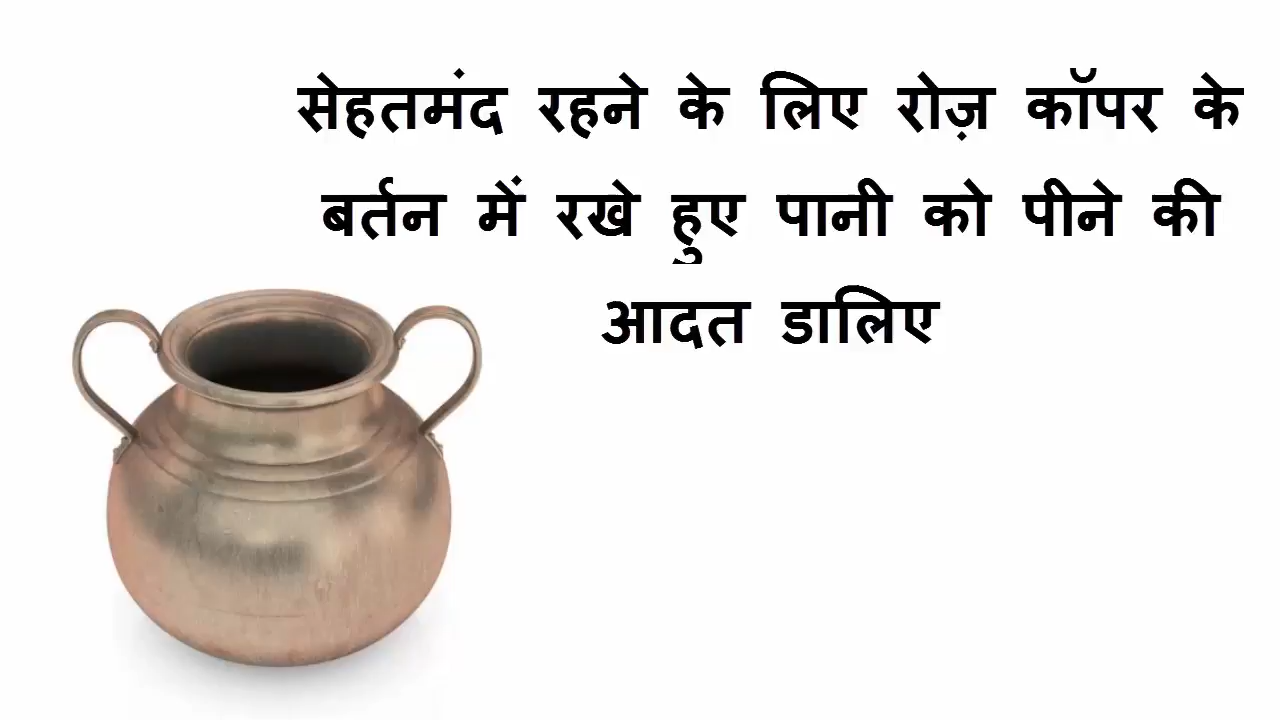 सेहतमंद रहने के लिए रोज़ कॉपर के
बर्तन में रखे हुए पानी को पीने की
आदत डालिए